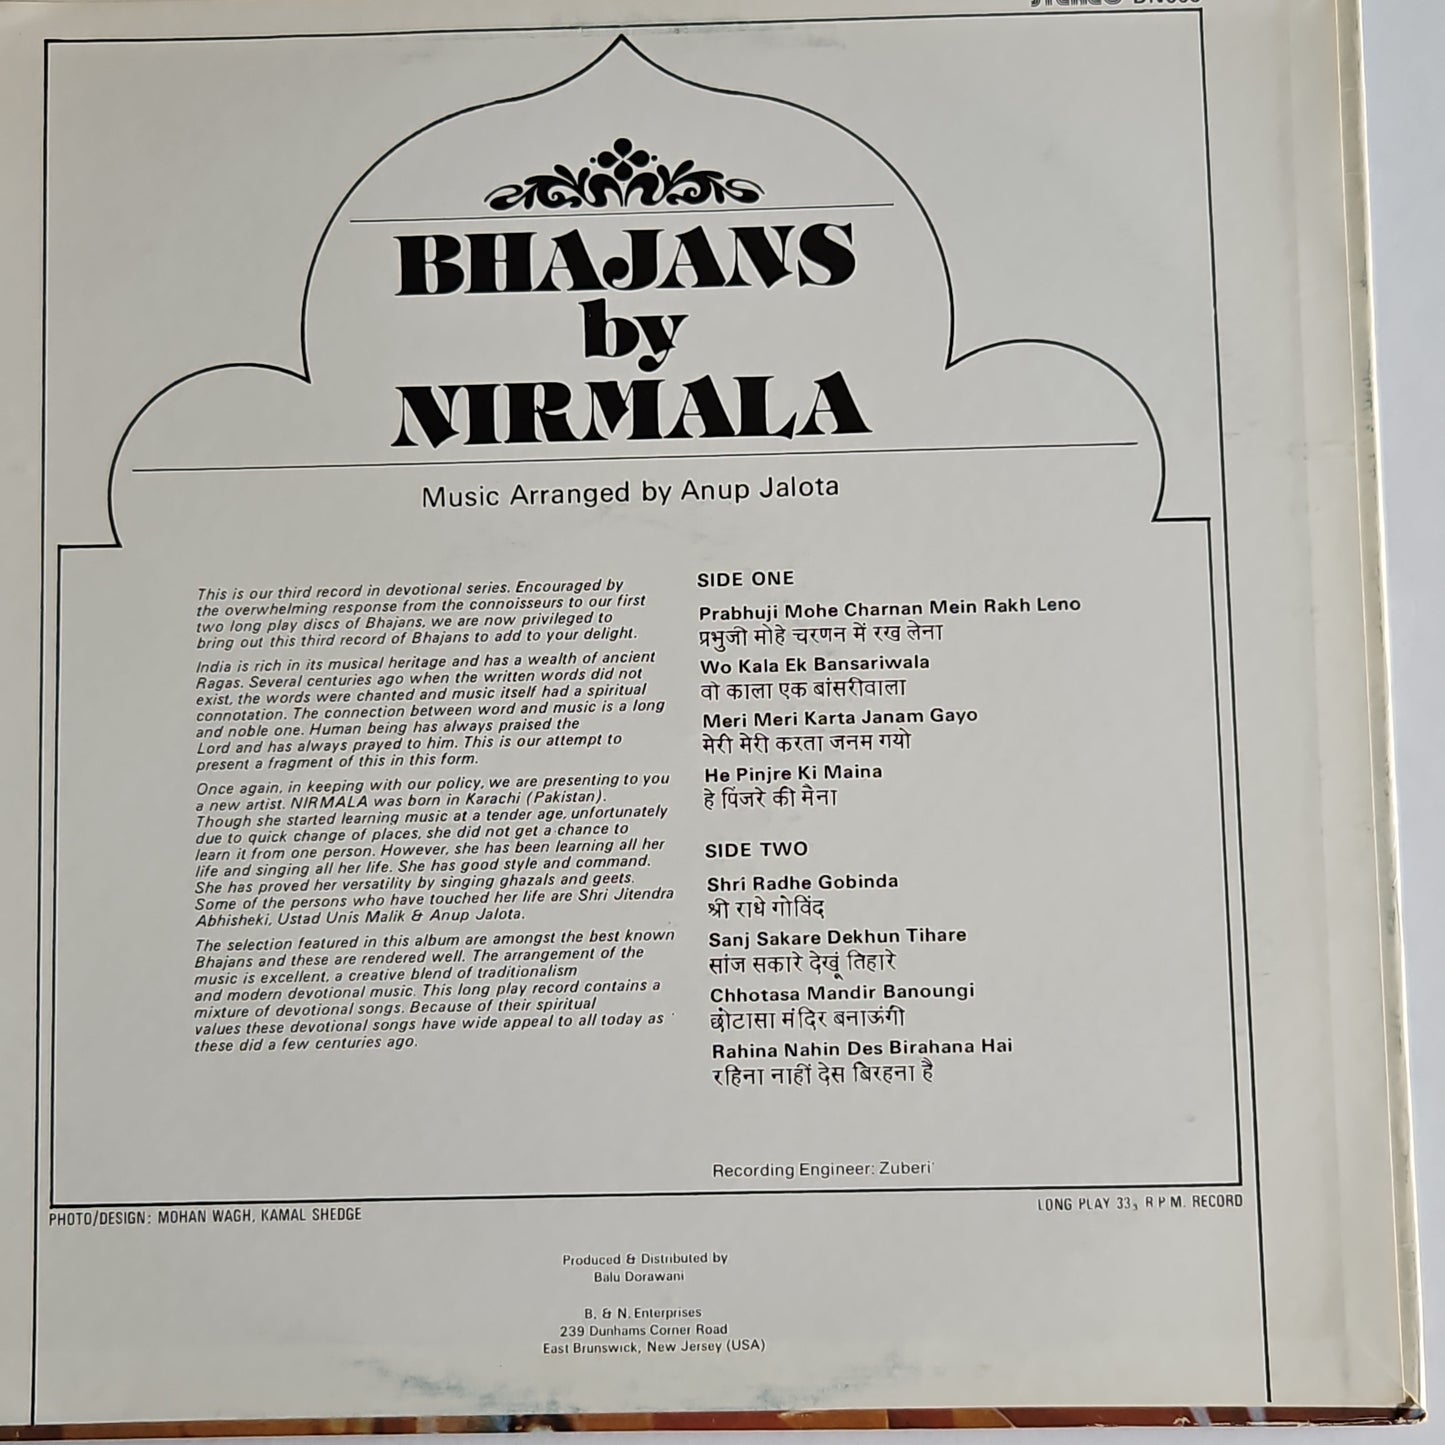 Stereo
BHAJANS
by
NIRMALA
Music Arranged by Anup Jalota
This is our third record in devotional series. Encouraged by
the overwhelming response from the connoisseurs to our first
two long play discs of Bhajans, we are now privileged to
bring out this third record of Bhajans to add to your delight.
India is rich in its musical heritage and has a wealth of ancient
Ragas. Several centuries ago when the written words did not
exist, the words were chanted and music itself had a spiritual
connotation. The connection between word and music is a long
and noble one. Human being has always praised the
Lord and has always prayed to him. This is our attempt to
present a fragment of this in this form.
Once again, in keeping with our policy, we are presenting to you
a new artist. NIRMALA was born in Karachi (Pakistan).
Though she started learning music at a tender age, unfortunately
due to quick change of places, she did not get a chance to
learn it from one person. However, she has been learning all her
life and singing all her life. She has good style and command.
She has proved her versatility by singing ghazals and geets.
Some of the persons who have touched her life are Shri Jitendra
Abhisheki, Ustad Unis Malik & Anup Jalota.
The selection featured in this album are amongst the best known
Bhajans and these are rendered well. The arrangement of the
music is excellent, a creative blend of traditionalism
and modern devotional music. This long play record contains a
mixture of devotional songs. Because of their spiritual
values these devotional songs have wide appeal to all today as
these did a few centuries ago.
SIDE ONE
Prabhuji Mohe Charnan Mein Rakh Leno
प्रभुजी मोहे चरणन में रख लेना
Wo Kala Ek Bansariwala
वो काला एक बांसरीवाला
Meri Meri Karta Janam Gayo
मेरी मेरी करता जनम गयो
He Pinjre Ki Maina
हे पिंजरे की मैना
SIDE TWO
Shri Radhe Gobinda
श्री राधे गोविंद
Sanj Sakare Dekhun Tihare
सांज सकारे देखूं तिहारे
Chhotasa Mandir Banoungi
छोटासा मंदिर बनाऊंगी
Rahina Nahin Des Birahana Hai
रहिना नाहीं देस बिरहना है
Recording Engineer: Zuberi
PHOTO/DESIGN: MOHAN WAGH, KAMAL SHEDGE
LONG PLAY 33⅓ R P M. RECORD
Produced & Distributed by
Balu Dorawani
B. & N. Enterprises
239 Dunhams Corner Road
East Brunswick, New Jersey (USA)